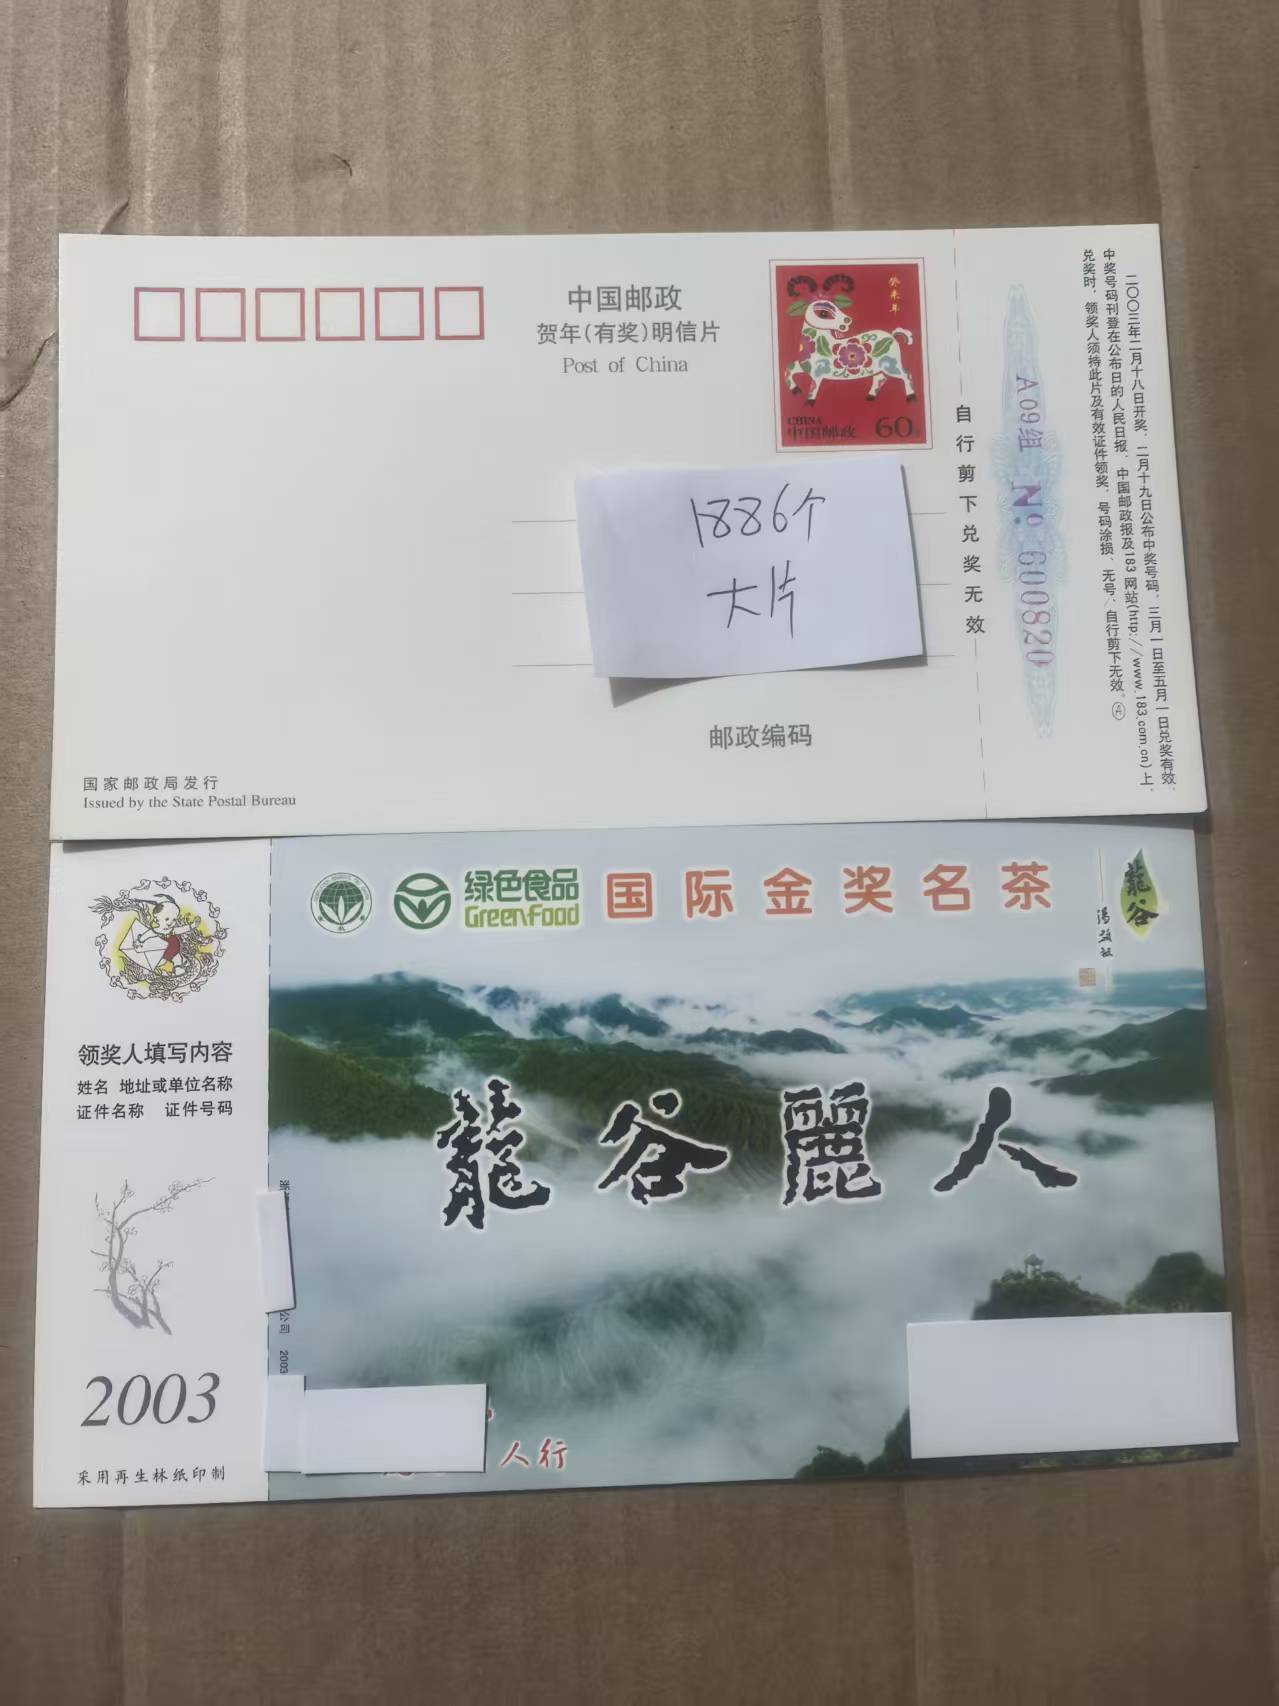 中国邮政
贺年(有奖)明信片
Post of China
癸未年
CHINA
中国邮政 60分
1886个
大片
邮政编码
国家邮政局发行
Issued by the State Postal Bureau
自行剪下兑奖无效
A09组 Nº 600820
二〇〇三年二月十八日开奖，二月十九日公布中奖号码。三月一日至五月一日兑奖有效，
中奖号码刊登在公布日的人民日报、中国邮政报及183网站(http://www.183.com.cn)上，
兑奖时，领奖人须持此片及有效证件领奖，号码涂损、无号、自行剪下无效。Ⓐ
绿色食品
GreenFood
国际金奖名茶
龍谷
龍谷麗人
领奖人填写内容
姓名 地址或单位名称
证件名称 证件号码
公司 2003
2003
人行
采用再生林纸印制